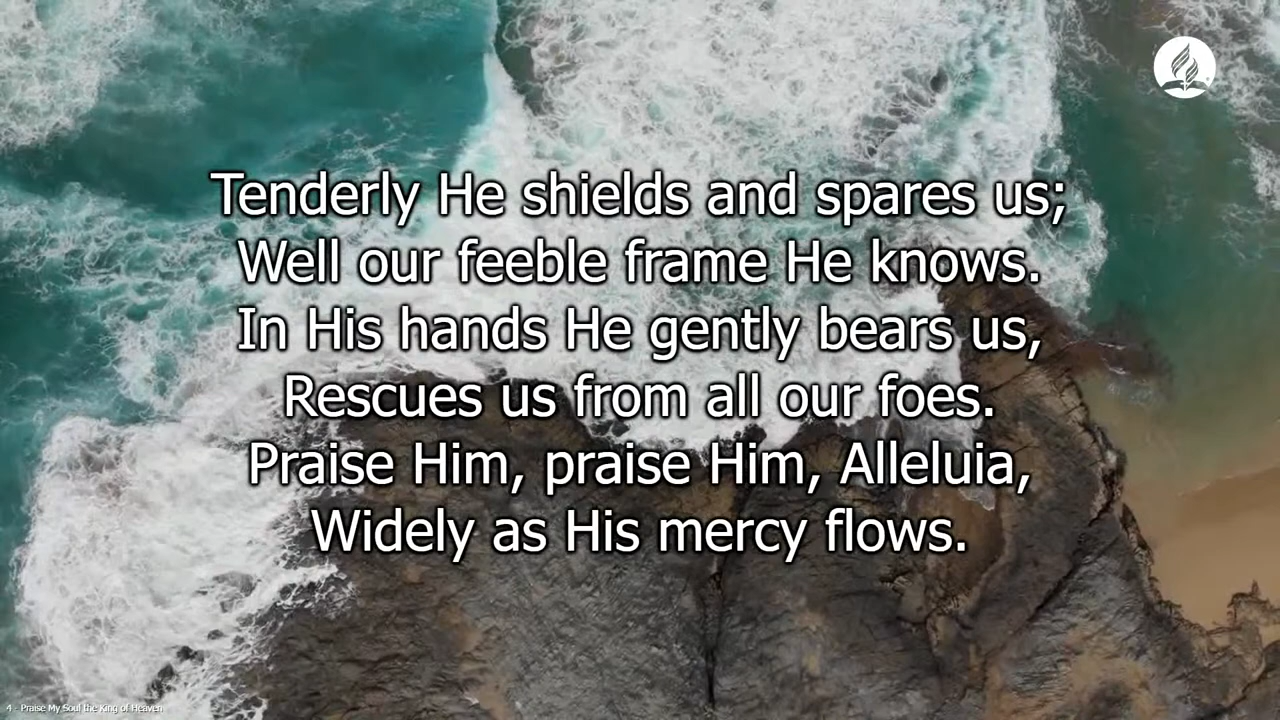 Tenderly He shields and spares us;
Well our feeble frame He knows.
In His hands He gently bears us,
Rescues us from all our foes.
Praise Him, praise Him, Alleluia,
Widely as His mercy flows.
4 - Praise My Soul the King of Heaven